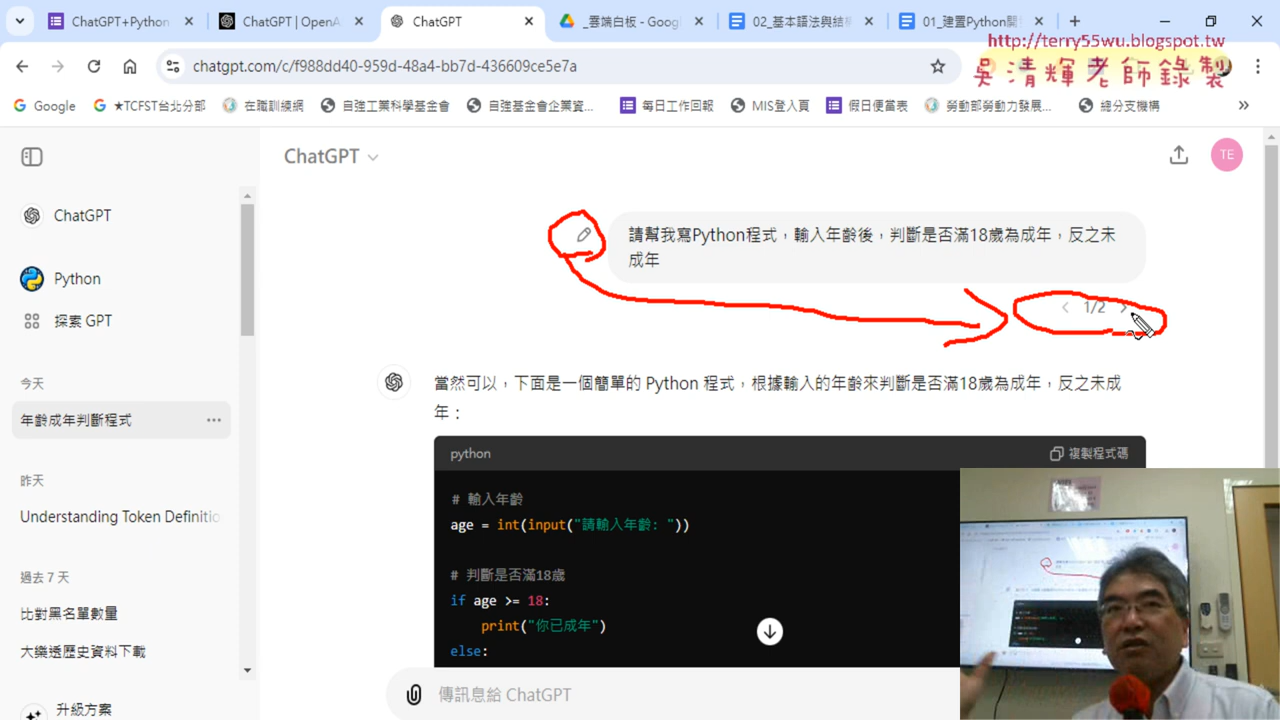 ChatGPT+Python
ChatGPT | OpenA
ChatGPT
_雲端白板 - Googl
02_基本語法與結構
01_建置Python開
http://terry55wu.blogspot.tw
吳清輝老師錄製
chatgpt.com/c/f988dd40-959d-48a4-bb7d-436609ce5e7a
Google
★TCFST台北分部
在職訓練網
自強工業科學基金會
自強基金會企業資...
每日工作回報
MIS登入頁
假日便當表
勞動部勞動力發展...
總分支機構
ChatGPT
TE
ChatGPT
Python
探索 GPT
今天
年齡成年判斷程式
昨天
Understanding Token Definitio
過去 7 天
比對黑名單數量
大樂透歷史資料下載
升級方案
請幫我寫Python程式，輸入年齡後，判斷是否滿18歲為成年，反之未
成年
1/2
當然可以，下面是一個簡單的 Python 程式，根據輸入的年齡來判斷是否滿18歲為成年，反之未成
年：
python
複製程式碼
# 輸入年齡
age = int(input("請輸入年齡: "))
# 判斷是否滿18歲
if age >= 18:
print("你已成年")
else:
傳訊息給 ChatGPT